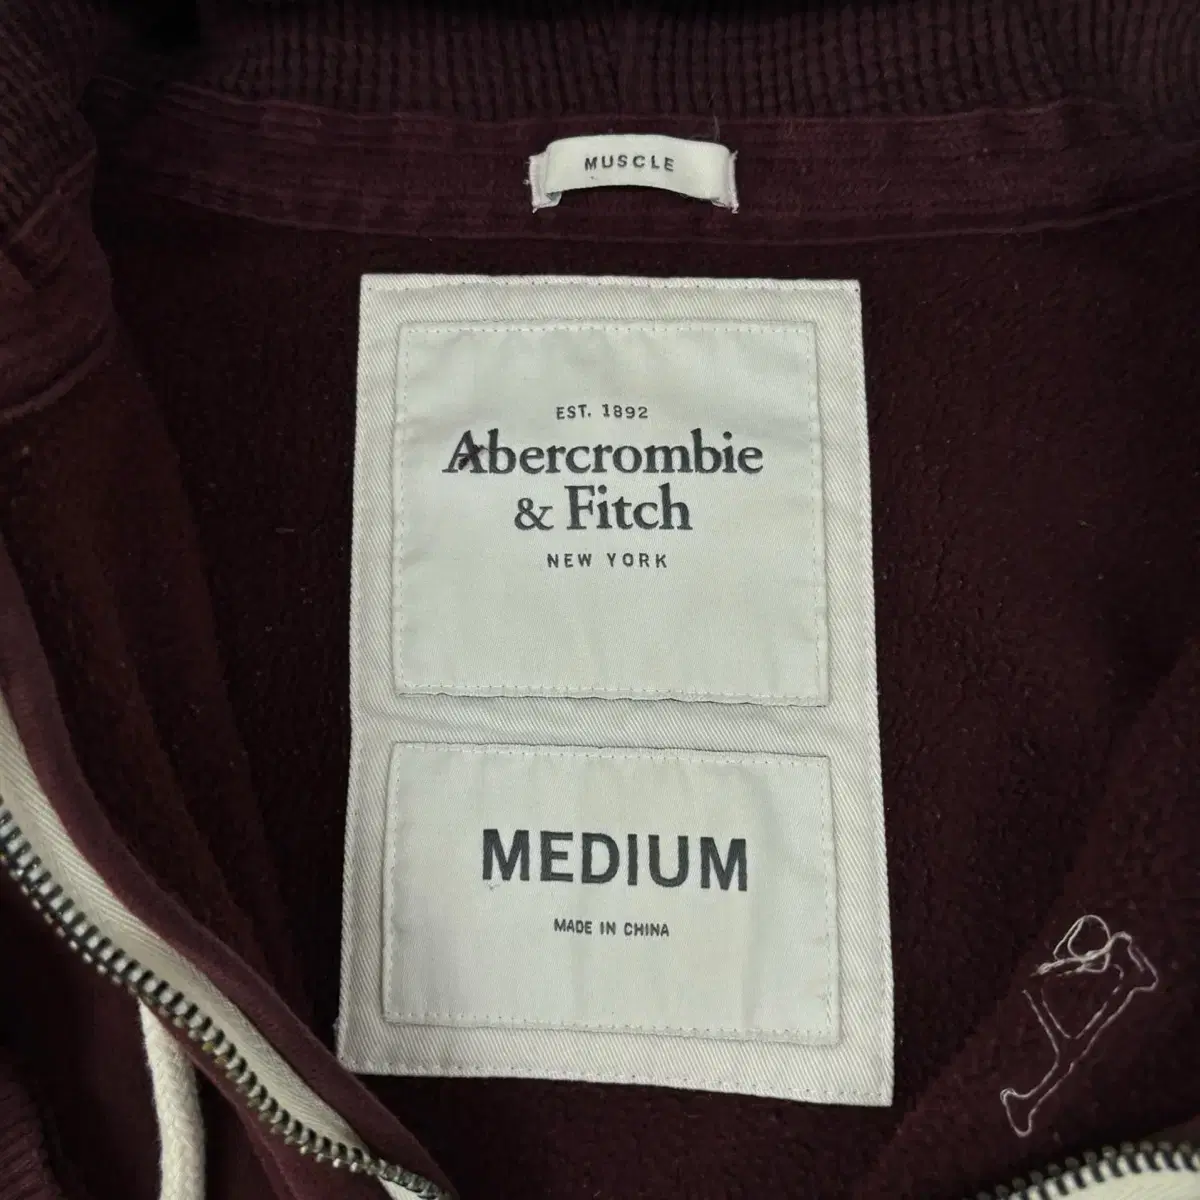 MUSCLE
EST. 1892
Abercrombie
& Fitch
NEW YORK
MEDIUM
MADE IN CHINA